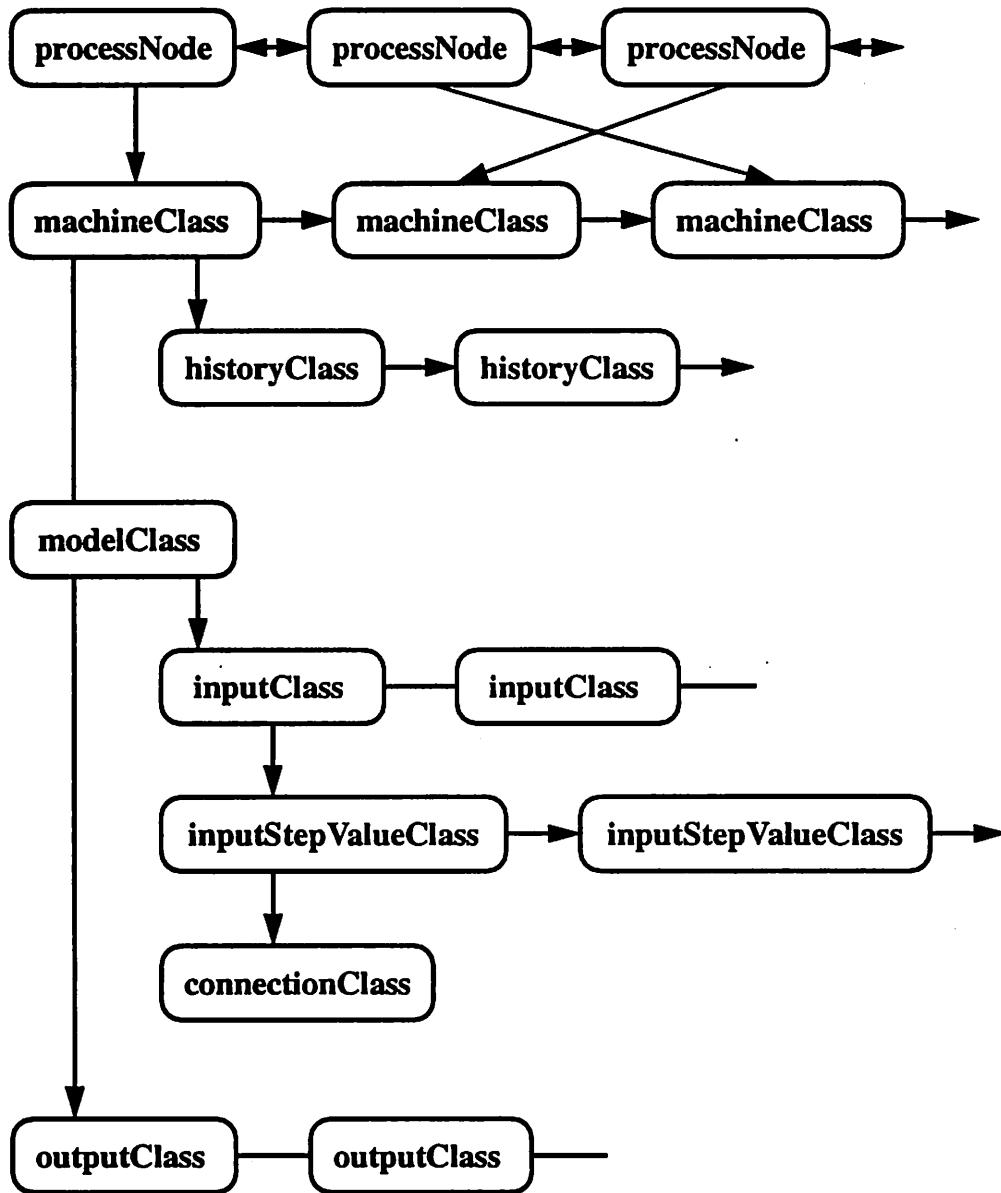 processNode processNode processNode
machineClass machineClass machineClass
historyClass historyClass
modelClass
inputClass inputClass
inputStepValueClass inputStepValueClass
connectionClass
outputClass outputClass